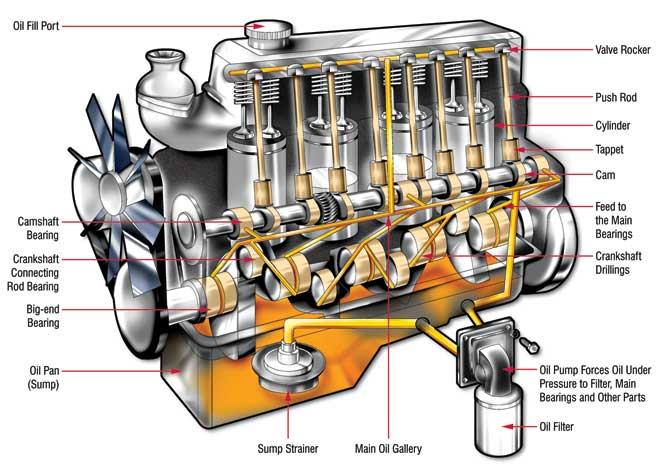 Oil Fill Port
Valve Rocker
Push Rod
Cylinder
Tappet
Cam
Camshaft
Bearing
Feed to
the Main
Bearings
Crankshaft
Connecting
Rod Bearing
Crankshaft
Drillings
Big-end
Bearing
Oil Pan
(Sump)
Oil Pump Forces Oil Under
Pressure to Filter, Main
Bearings and Other Parts
Oil Filter
Sump Strainer
Main Oil Gallery